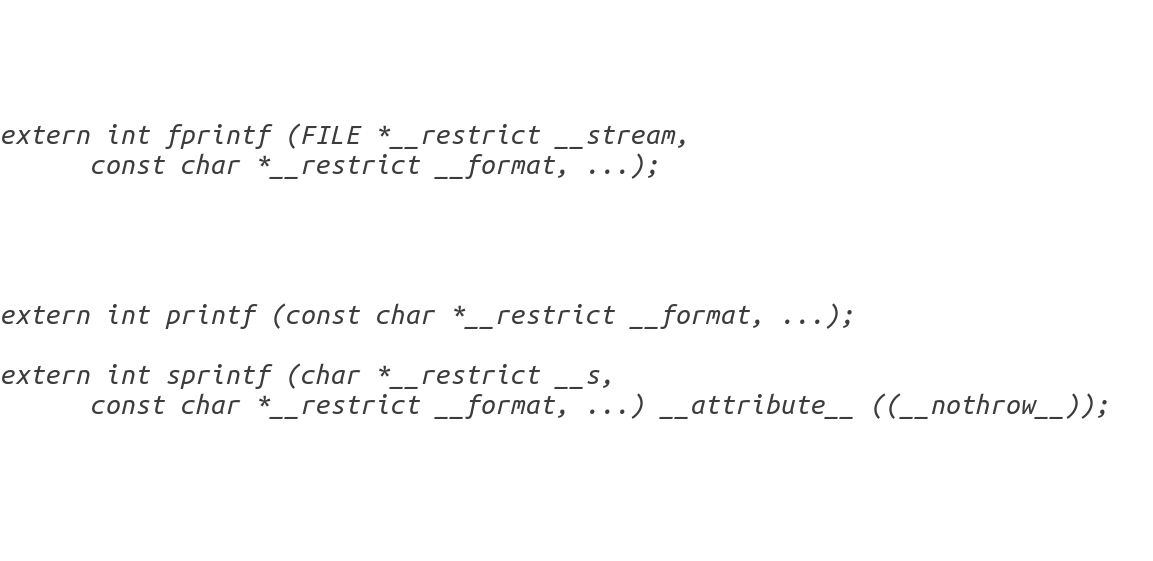 extern int fprintf (FILE *__restrict __stream,
      const char *__restrict __format, ...);
extern int printf (const char *__restrict __format, ...);
extern int sprintf (char *__restrict __s,
      const char *__restrict __format, ...) __attribute__ ((__nothrow__));